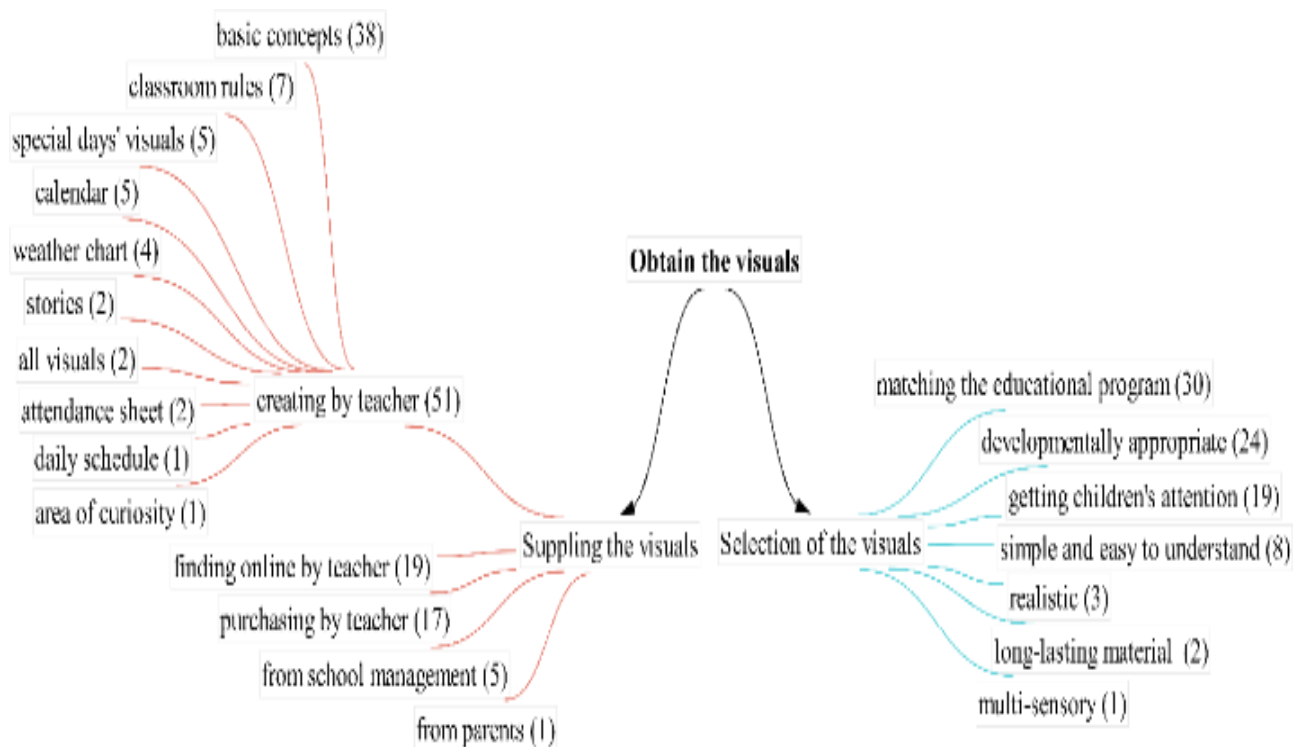 Obtain the visuals
Suppling the visuals
creating by teacher (51)
basic concepts (38)
classroom rules (7)
special days' visuals (5)
calendar (5)
weather chart (4)
stories (2)
all visuals (2)
attendance sheet (2)
daily schedule (1)
area of curiosity (1)
finding online by teacher (19)
purchasing by teacher (17)
from school management (5)
from parents (1)
Selection of the visuals
matching the educational program (30)
developmentally appropriate (24)
getting children's attention (19)
simple and easy to understand (8)
realistic (3)
long-lasting material (2)
multi-sensory (1)